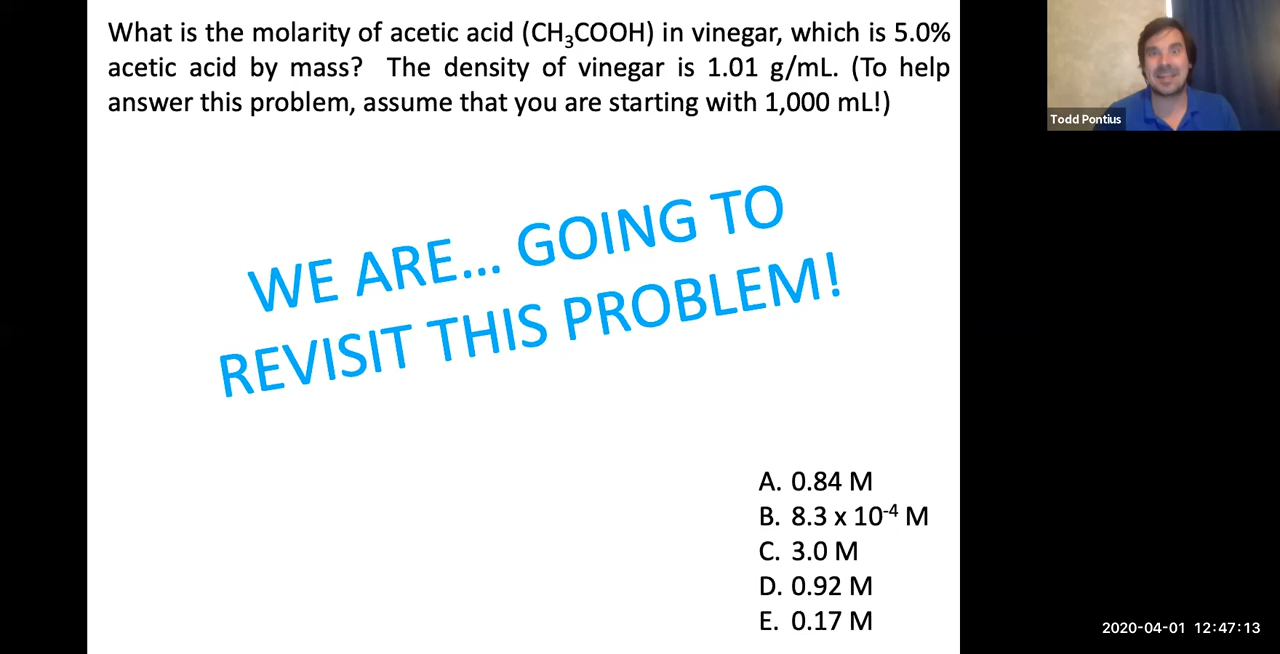 What is the molarity of acetic acid (CH₃COOH) in vinegar, which is 5.0%
acetic acid by mass? The density of vinegar is 1.01 g/mL. (To help
answer this problem, assume that you are starting with 1,000 mL!)
Todd Pontius
WE ARE... GOING TO
REVISIT THIS PROBLEM!
A. 0.84 M
B. 8.3 x 10⁻⁴ M
C. 3.0 M
D. 0.92 M
E. 0.17 M
2020-04-01 12:47:13